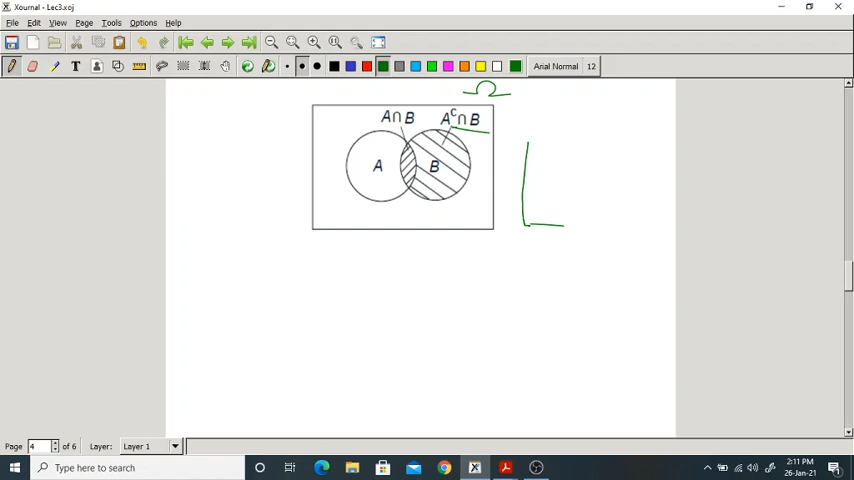 Xournal - Lec3.xoj
File Edit View Page Tools Options Help
T Arial Normal 12
Ω
A∩B Aᶜ∩B
A B
Page 4 of 6 Layer: Layer 1
Type here to search
2:11 PM
26-Jan-21